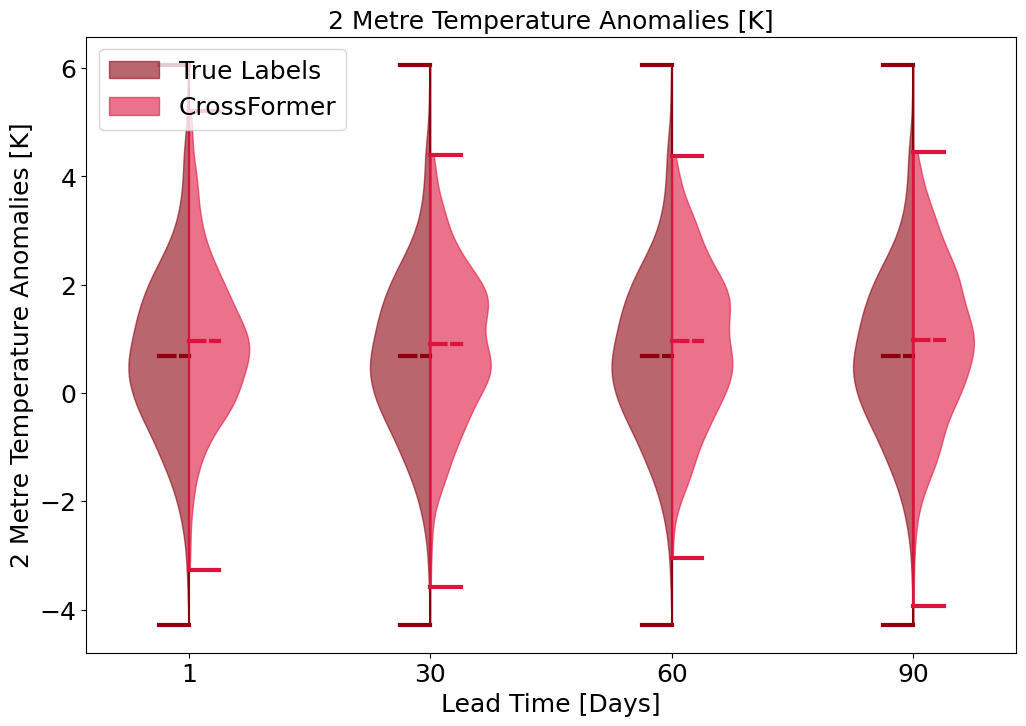 2 Metre Temperature Anomalies [K]
True Labels
CrossFormer
2 Metre Temperature Anomalies [K]
6
4
2
0
−2
−4
1 30 60 90
Lead Time [Days]